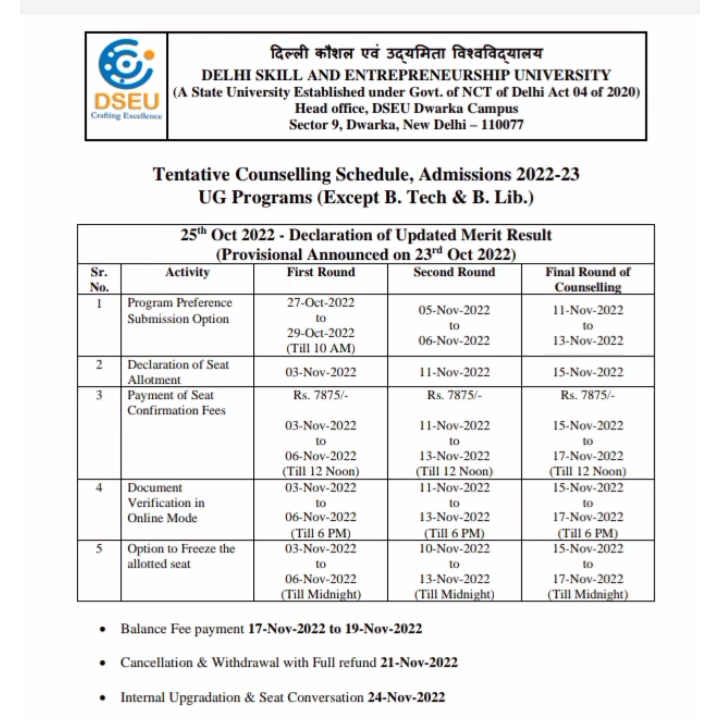 DSEU
Crafting Excellence
दिल्ली कौशल एवं उद्यमिता विश्वविद्यालय
DELHI SKILL AND ENTREPRENEURSHIP UNIVERSITY
(A State University Established under Govt. of NCT of Delhi Act 04 of 2020)
Head office, DSEU Dwarka Campus
Sector 9, Dwarka, New Delhi – 110077
Tentative Counselling Schedule, Admissions 2022-23
UG Programs (Except B. Tech & B. Lib.)
25th Oct 2022 - Declaration of Updated Merit Result
(Provisional Announced on 23rd Oct 2022)
Sr. No.
Activity
First Round
Second Round
Final Round of
Counselling
1
Program Preference
Submission Option
27-Oct-2022
to
29-Oct-2022
(Till 10 AM)
05-Nov-2022
to
06-Nov-2022
11-Nov-2022
to
13-Nov-2022
2
Declaration of Seat
Allotment
03-Nov-2022
11-Nov-2022
15-Nov-2022
3
Payment of Seat
Confirmation Fees
Rs. 7875/-
03-Nov-2022
to
06-Nov-2022
(Till 12 Noon)
Rs. 7875/-
11-Nov-2022
to
13-Nov-2022
(Till 12 Noon)
Rs. 7875/-
15-Nov-2022
to
17-Nov-2022
(Till 12 Noon)
4
Document
Verification in
Online Mode
03-Nov-2022
to
06-Nov-2022
(Till 6 PM)
11-Nov-2022
to
13-Nov-2022
(Till 6 PM)
15-Nov-2022
to
17-Nov-2022
(Till 6 PM)
5
Option to Freeze the
allotted seat
03-Nov-2022
to
06-Nov-2022
(Till Midnight)
10-Nov-2022
to
13-Nov-2022
(Till Midnight)
15-Nov-2022
to
17-Nov-2022
(Till Midnight)
• Balance Fee payment 17-Nov-2022 to 19-Nov-2022
• Cancellation & Withdrawal with Full refund 21-Nov-2022
• Internal Upgradation & Seat Conversation 24-Nov-2022